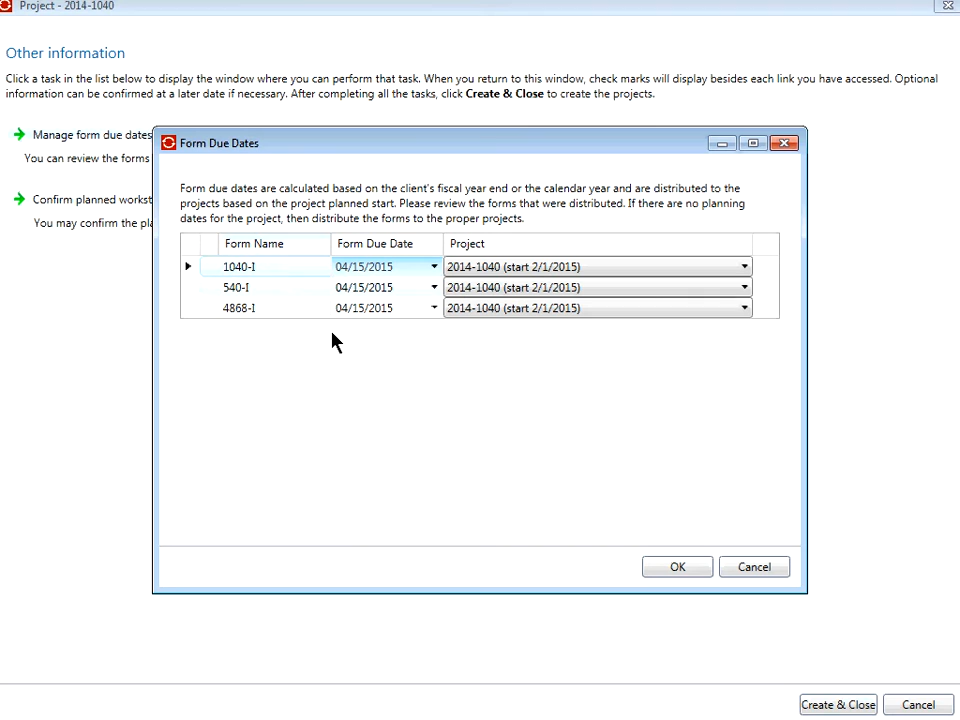 Project - 2014-1040
Other information
Click a task in the list below to display the window where you can perform that task. When you return to this window, check marks will display besides each link you have accessed. Optional
information can be confirmed at a later date if necessary. After completing all the tasks, click Create & Close to create the projects.
Manage form due dates
You can review the forms
Confirm planned workst
You may confirm the pla
Form Due Dates
Form due dates are calculated based on the client's fiscal year end or the calendar year and are distributed to the
projects based on the project planned start. Please review the forms that were distributed. If there are no planning
dates for the project, then distribute the forms to the proper projects.
Form Name Form Due Date Project
1040-I 04/15/2015 2014-1040 (start 2/1/2015)
540-I 04/15/2015 2014-1040 (start 2/1/2015)
4868-I 04/15/2015 2014-1040 (start 2/1/2015)
OK Cancel
Create & Close Cancel